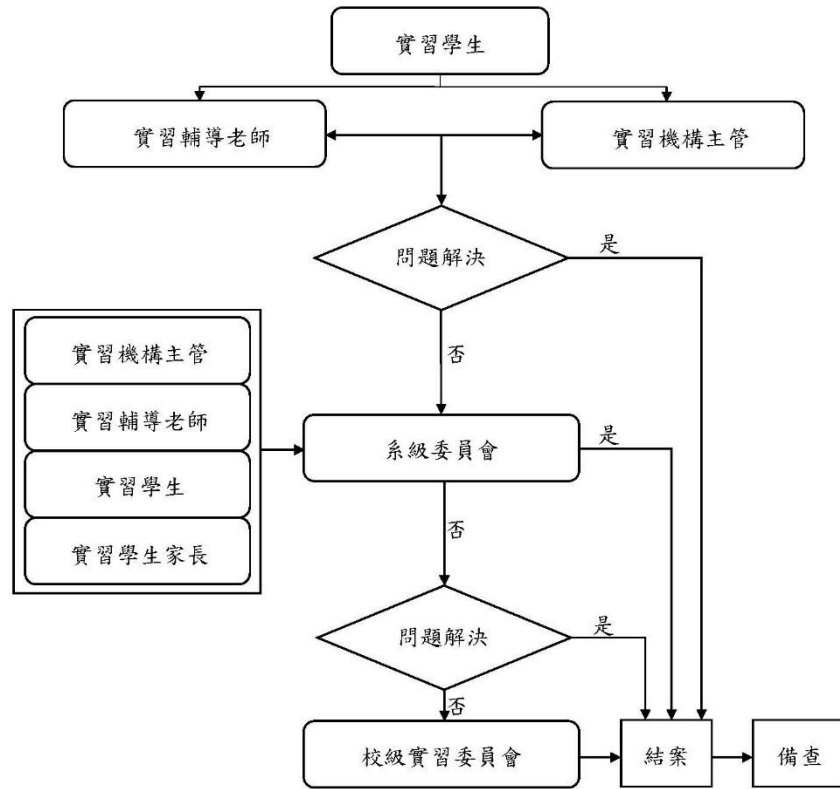 實習學生
實習輔導老師
實習機構主管
問題解決
是
否
實習機構主管
實習輔導老師
實習學生
實習學生家長
系級委員會
是
否
問題解決
是
否
校級實習委員會
結案
備查